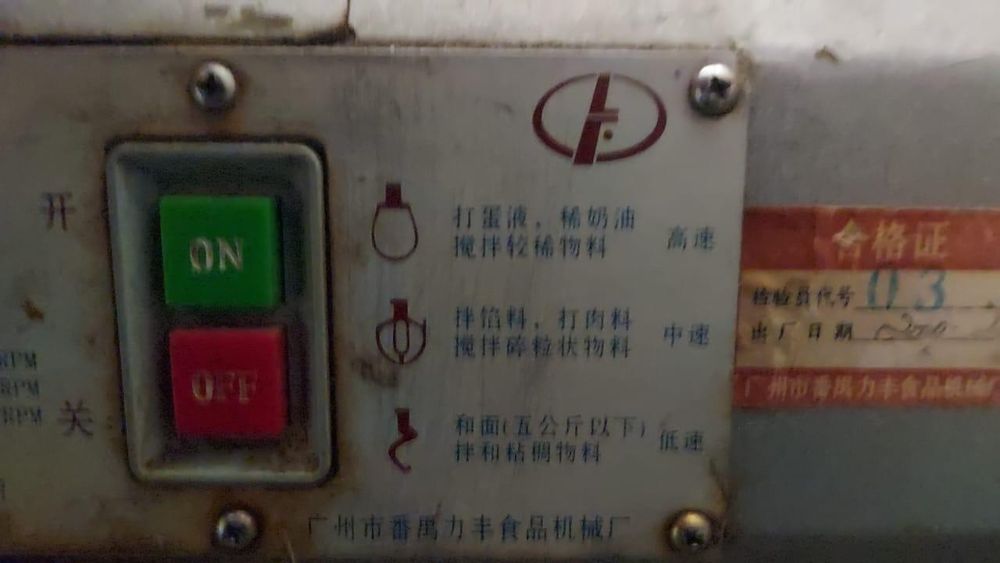 开
ON
OFF
关
RPM
RPM
RPM
打蛋液、稀奶油
搅拌较稀物料
高速
拌馅料、打肉料
搅拌碎粒状物料
中速
和面(五公斤以下)
拌和粘稠物料
低速
广州市番禺力丰食品机械厂
合格证
检验员代号 03
出厂日期
广州市番禺力丰食品机械厂